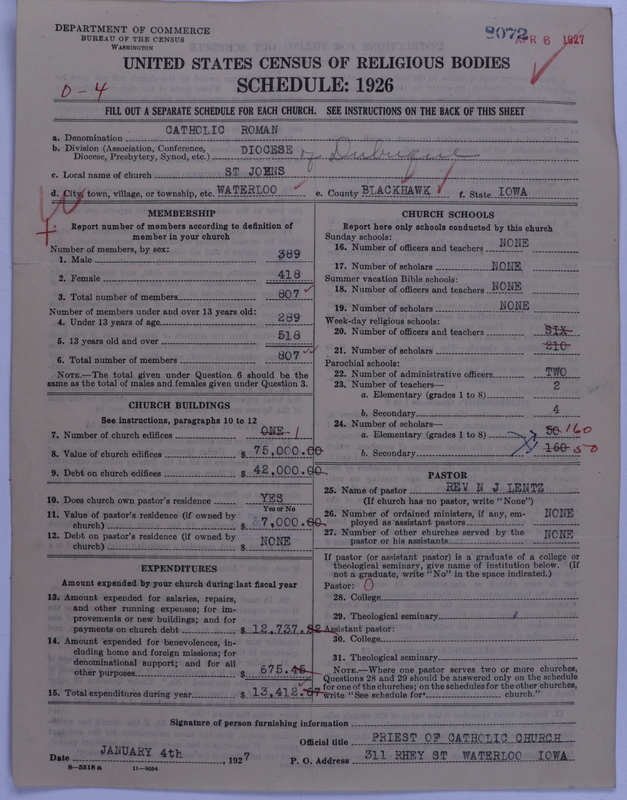 DEPARTMENT OF COMMERCE
BUREAU OF THE CENSUS
WASHINGTON
8072 APR 6 1927
UNITED STATES CENSUS OF RELIGIOUS BODIES
SCHEDULE: 1926
0-4
FILL OUT A SEPARATE SCHEDULE FOR EACH CHURCH. SEE INSTRUCTIONS ON THE BACK OF THIS SHEET
a. Denomination CATHOLIC ROMAN
b. Division (Association, Conference, Diocese, Presbytery, Synod, etc.) DIOCESE of Dubuque
c. Local name of church ST JOHNS
d. City, town, village, or township, etc. WATERLOO e. County BLACKHAWK f. State IOWA
MEMBERSHIP
Report number of members according to definition of
member in your church
Number of members, by sex:
1. Male 389
2. Female 418
3. Total number of members 807
Number of members under and over 13 years old:
4. Under 13 years of age 289
5. 13 years old and over 518
6. Total number of members 807
NOTE.—The total given under Question 6 should be
same as the total of males and females given under Question 3.
CHURCH BUILDINGS
See instructions, paragraphs 10 to 12
7. Number of church edifices ONE 1
8. Value of church edifices $ 75,000.00
9. Debt on church edifices $ 42,000.00
10. Does church own pastor's residence YES
Yes or No
11. Value of pastor's residence (if owned by
church) $ 7,000.00
12. Debt on pastor's residence (if owned by
church) $ NONE
EXPENDITURES
Amount expended by your church during last fiscal year
13. Amount expended for salaries, repairs,
and other running expenses; for im-
provements or new buildings; and for
payments on church debt $ 12,737.22
14. Amount expended for benevolences, in-
cluding home and foreign missions; for
denominational support; and for all
other purposes $ 675.45
15. Total expenditures during year $ 13,412.67
CHURCH SCHOOLS
Report here only schools conducted by this church
Sunday schools:
16. Number of officers and teachers NONE
17. Number of scholars NONE
Summer vacation Bible schools:
18. Number of officers and teachers NONE
19. Number of scholars NONE
Week-day religious schools:
20. Number of officers and teachers SIX
21. Number of scholars 210
Parochial schools:
22. Number of administrative officers TWO
23. Number of teachers—
a. Elementary (grades 1 to 8) 2
b. Secondary 4
24. Number of scholars—
a. Elementary (grades 1 to 8) 50 160
b. Secondary 160 50
PASTOR
25. Name of pastor REV N J LENTZ
(If church has no pastor, write "None")
26. Number of ordained ministers, if any, em-
ployed as assistant pastors NONE
27. Number of other churches served by the
pastor or his assistants NONE
If pastor (or assistant pastor) is a graduate of a college or
theological seminary, give name of institution below. (If
not a graduate, write "No" in the space indicated.)
Pastor: 0
28. College
29. Theological seminary
Assistant pastor:
30. College
31. Theological seminary
NOTE.—Where one pastor serves two or more churches,
Questions 28 and 29 should be answered only on the schedule
for one of the churches; on the schedules for the other churches,
write "See schedule for church."
Signature of person furnishing information
Official title PRIEST OF CATHOLIC CHURCH
Date JANUARY 4th, 1927 P. O. Address 311 RHEY ST WATERLOO IOWA
8—5518 a 11—9054